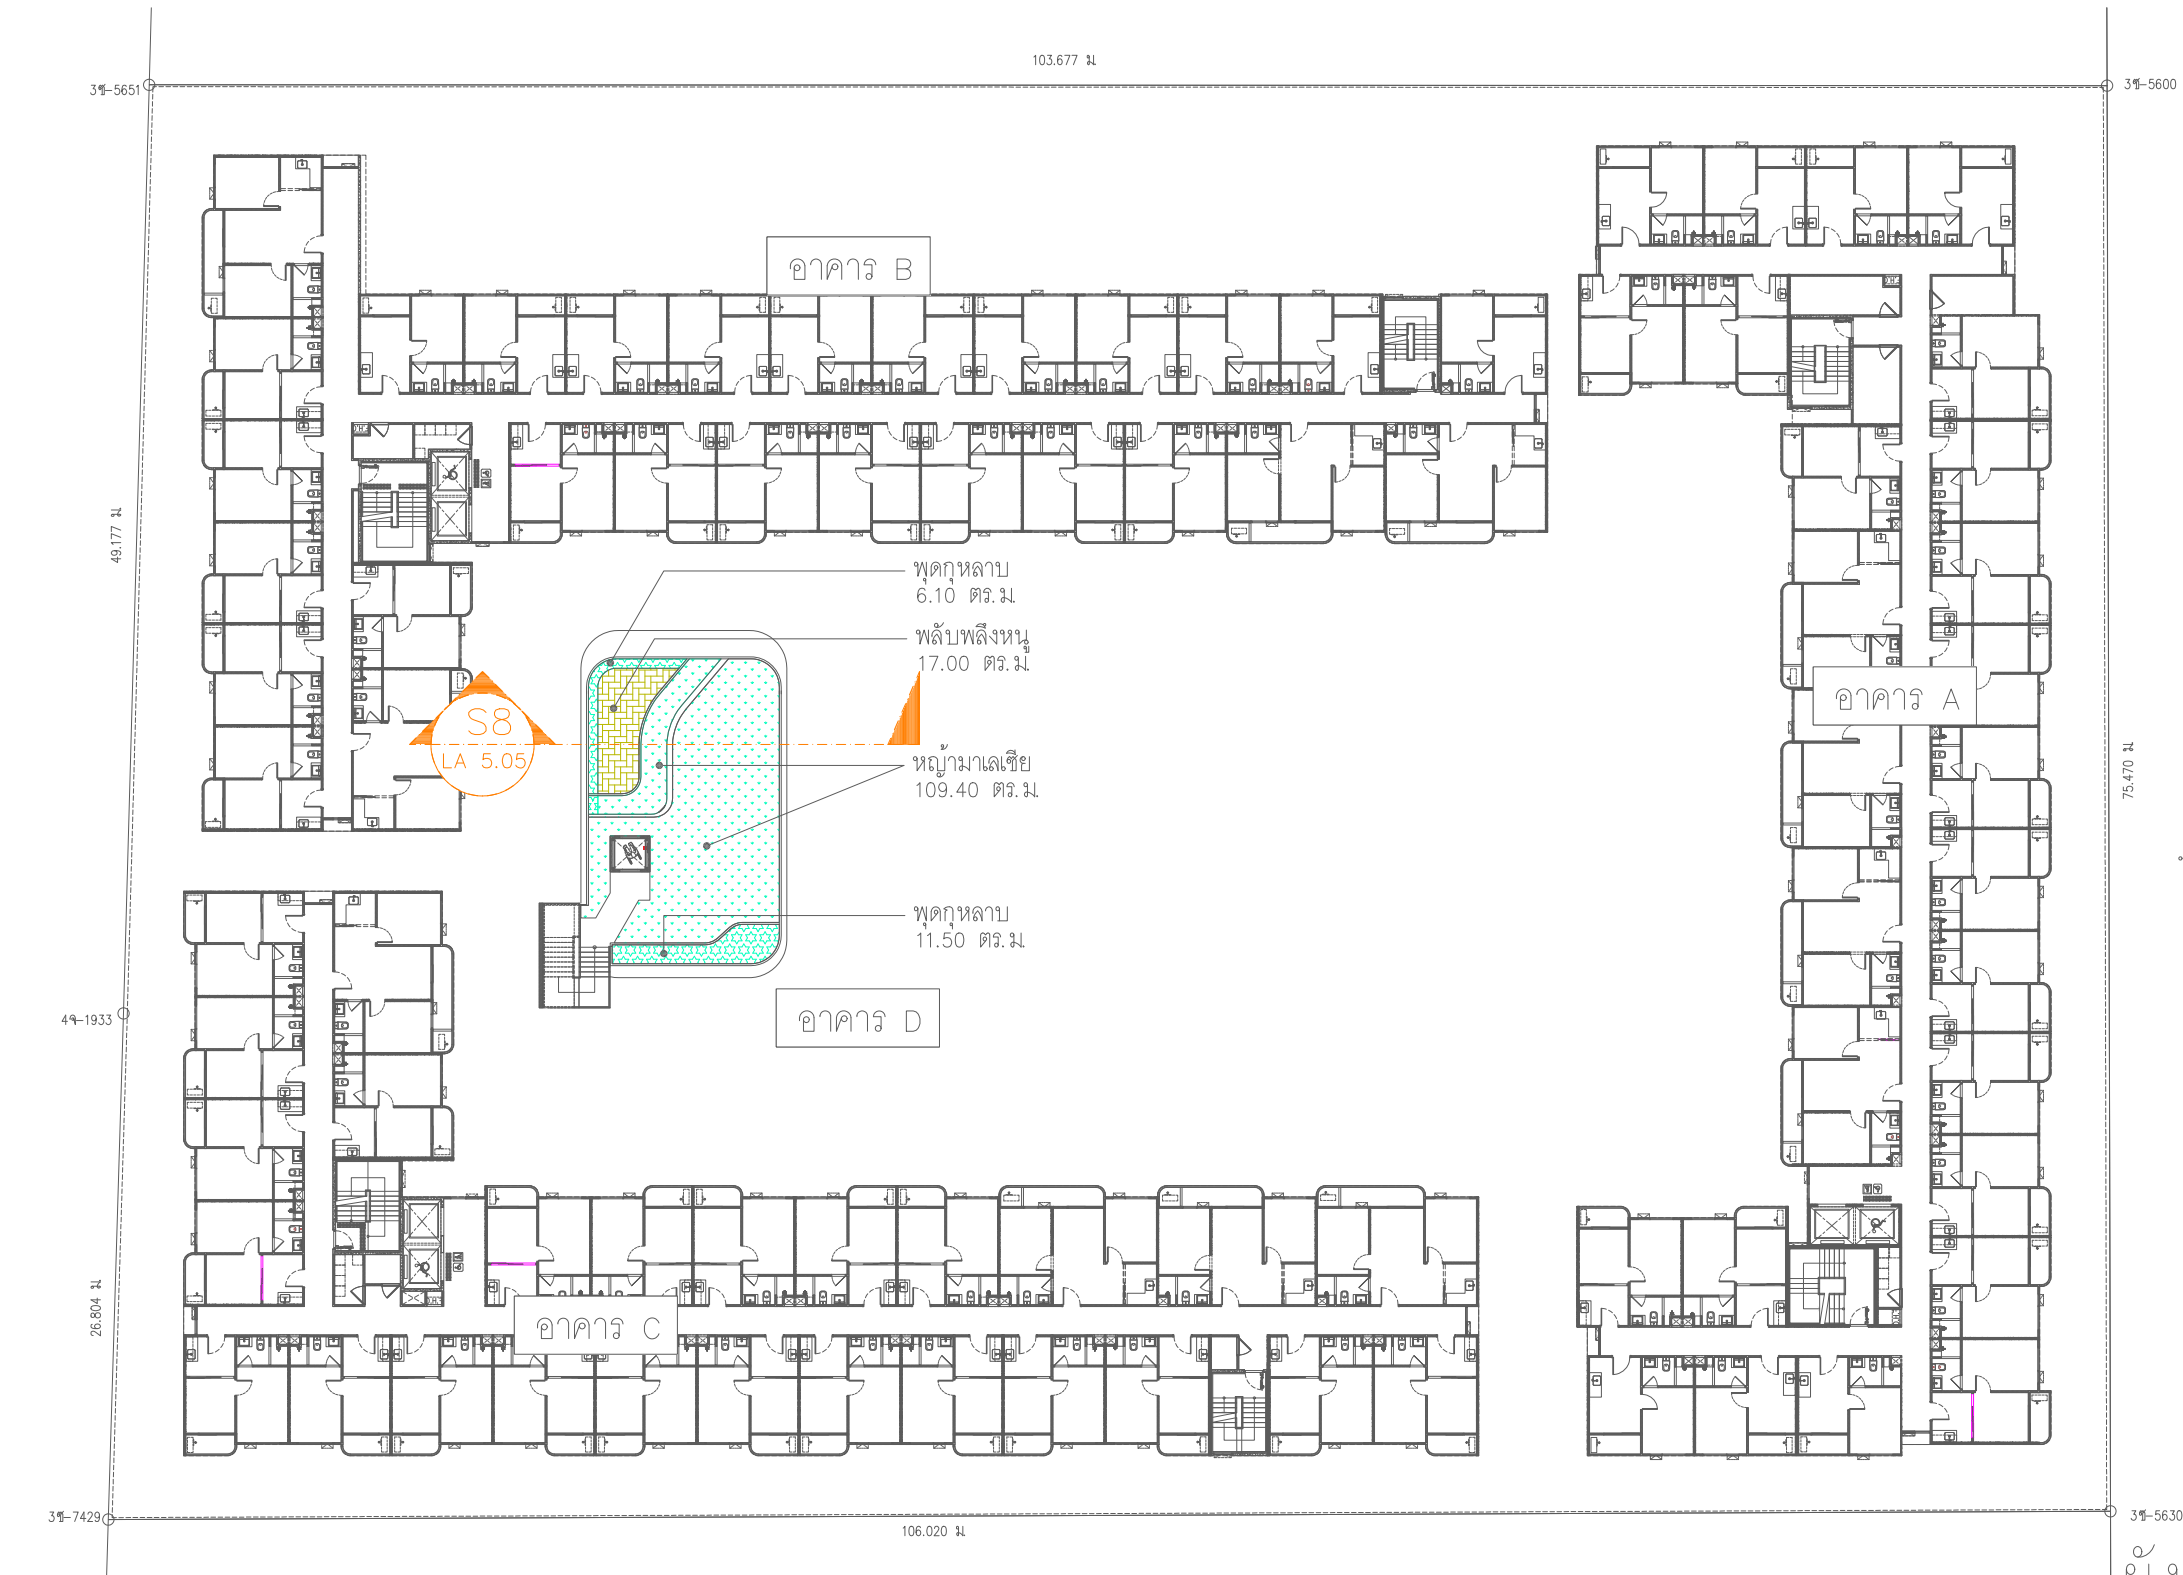 103.677 ม
3ช-5651
3ช-5600
อาคาร B
49.177 ม
พุดกุหลาบ
6.10 ตร.ม.
พลับพลึงหนู
17.00 ตร.ม.
S8
LA 5.05
อาคาร A
หญ้ามาเลเซีย
109.40 ตร.ม.
75.470 ม
พุดกุหลาบ
11.50 ตร.ม.
4จ-1933
อาคาร D
26.804 ม
อาคาร C
3ช-7429
3ช-5630
106.020 ม